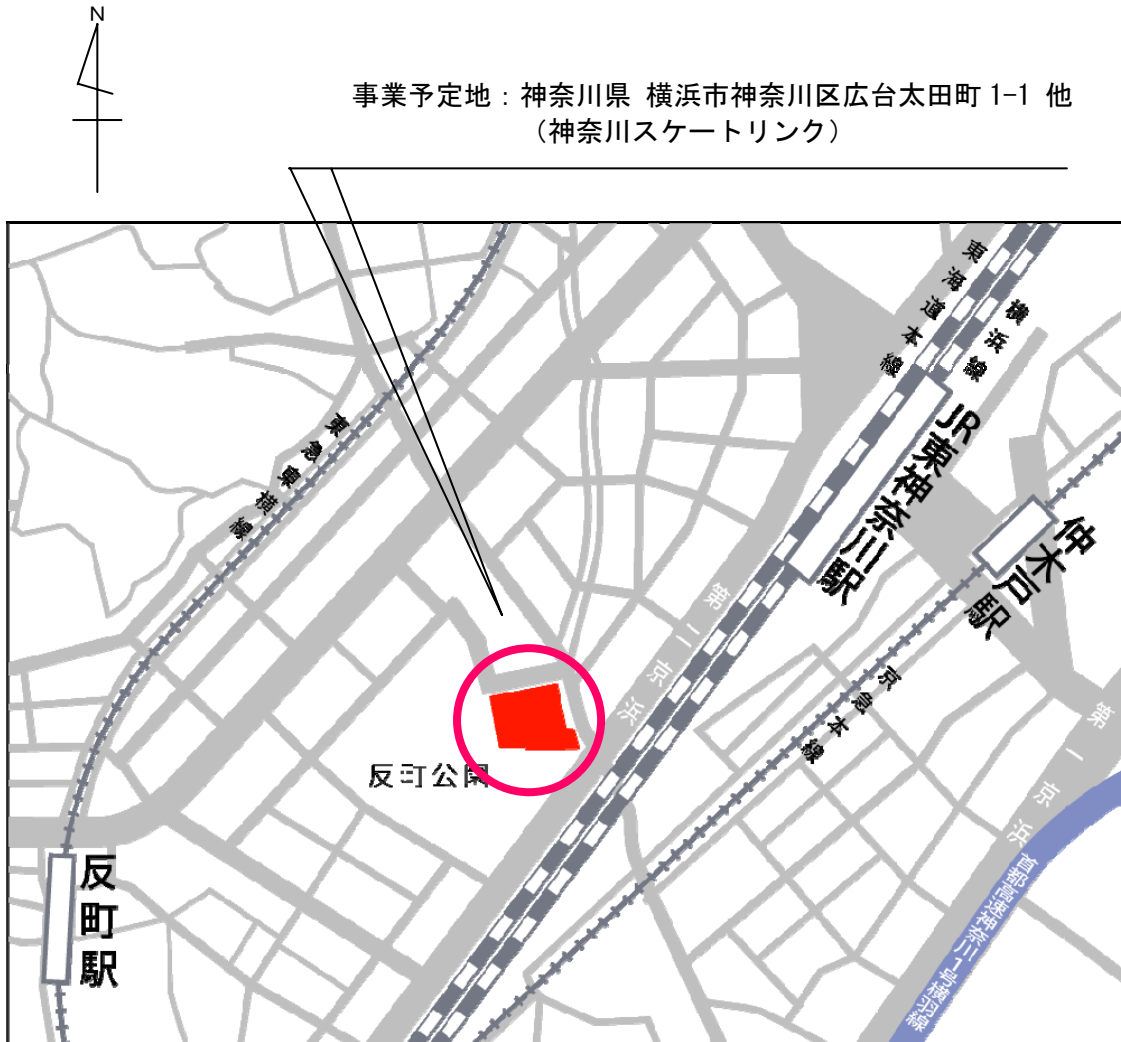 N
事業予定地：神奈川県 横浜市神奈川区広台太田町 1-1 他
（神奈川スケートリンク）
東海道本線
横浜線
東急東横線
JR東神奈川駅
仲木戸駅
第二京浜
京急本線
第一京浜
反町公園
反町駅
首都高速神奈川1号横羽線